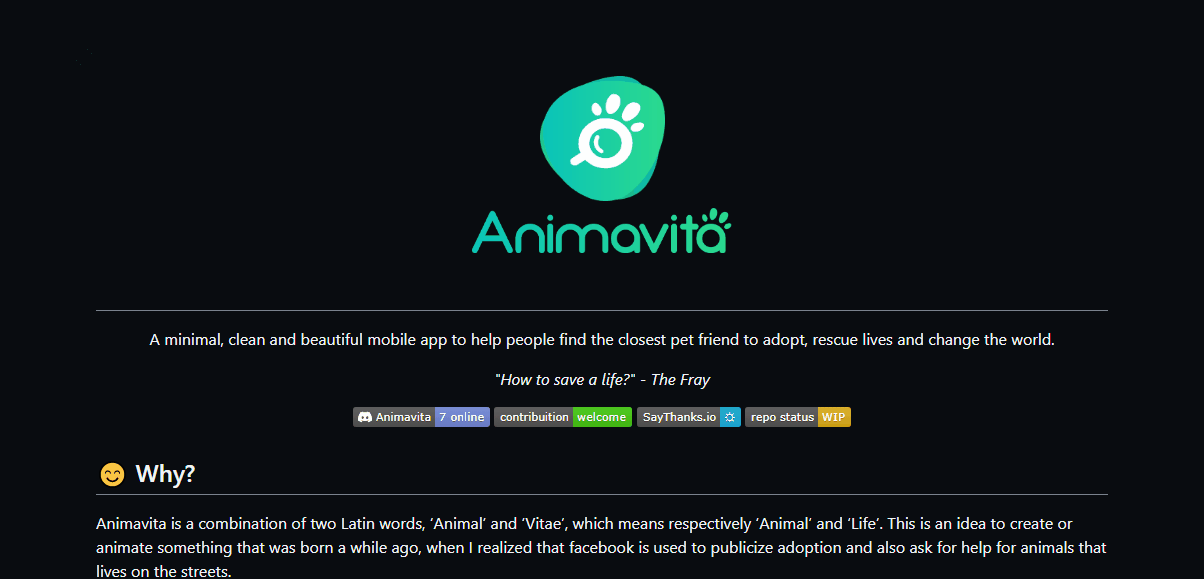 Animavita
A minimal, clean and beautiful mobile app to help people find the closest pet friend to adopt, rescue lives and change the world.
"How to save a life?" - The Fray
Animavita 7 online contribuition welcome SayThanks.io ☼ repo status WIP
😊 Why?
Animavita is a combination of two Latin words, ‘Animal’ and ‘Vitae’, which means respectively ‘Animal’ and ‘Life’. This is an idea to create or
animate something that was born a while ago, when I realized that facebook is used to publicize adoption and also ask for help for animals that
lives on the streets.